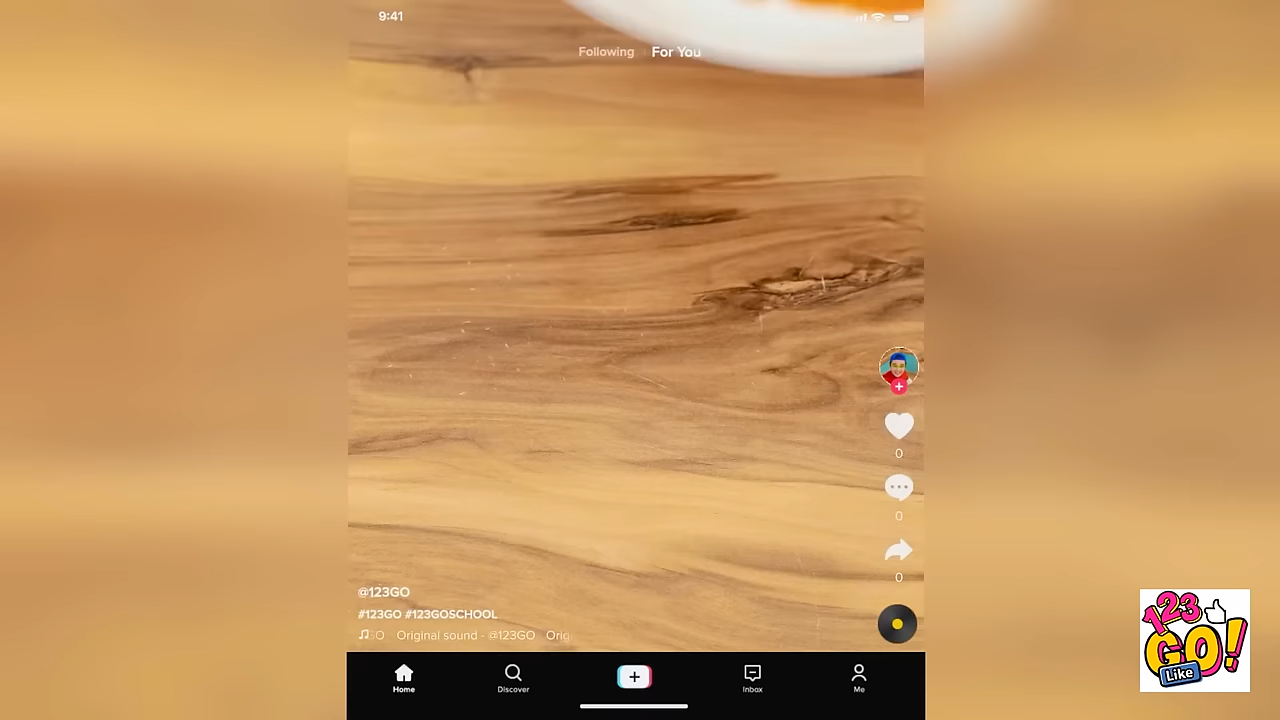 9:41
Following For You
0
0
0
@123GO
#123GO #123GOSCHOOL
O Original sound - @123GO Orig
Home Discover Inbox Me
123
GO!
Like